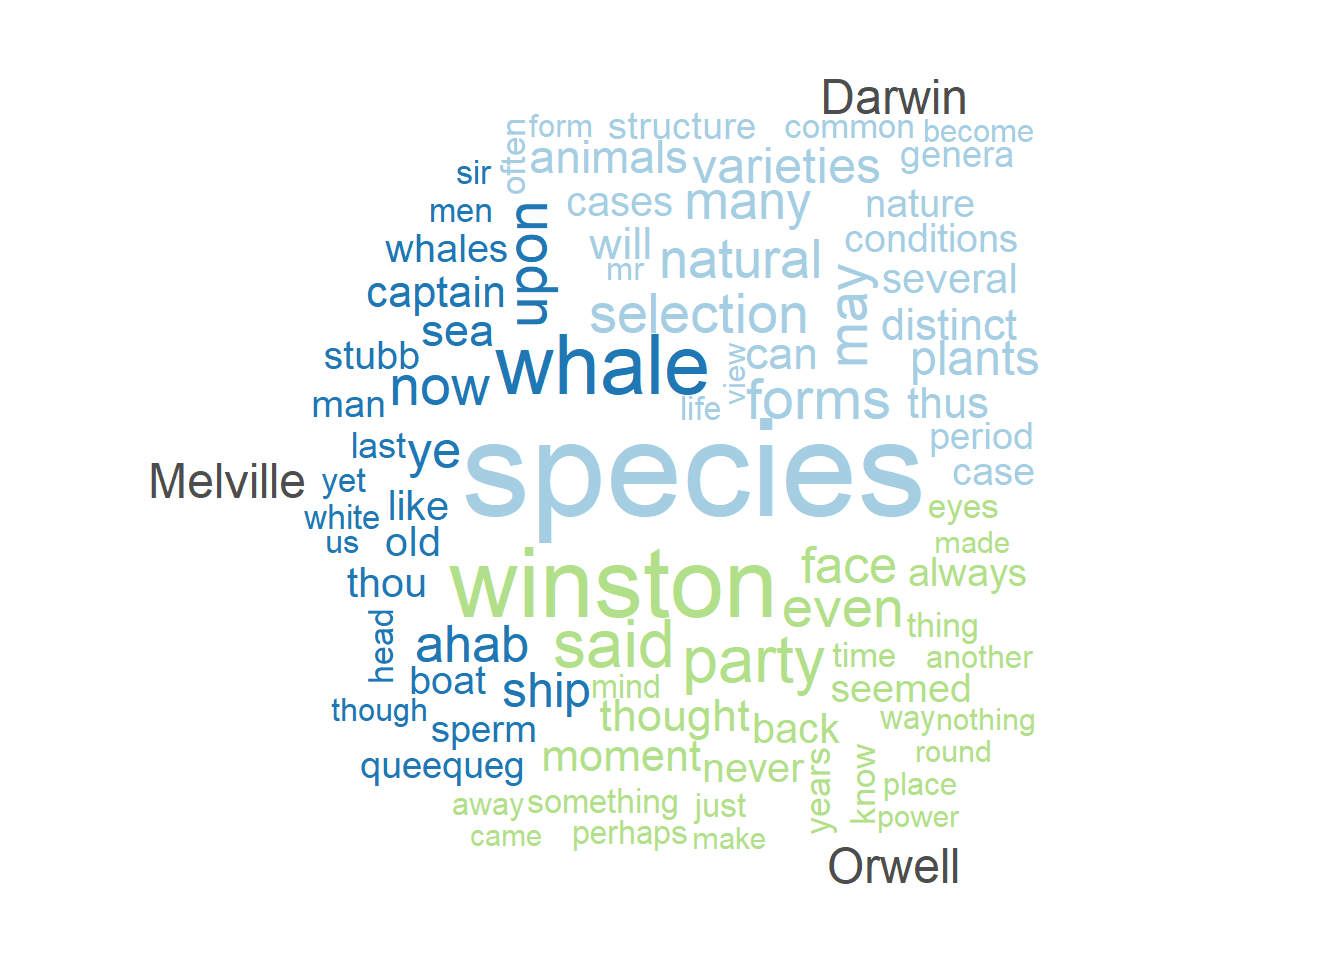 Darwin
form structure common become
often
animals varieties genera
sir
men
cases many nature
upon
whales
will natural conditions
mr
may
several
captain
selection
sea
distinct
stubb
whale
view
can
plants
now
man
life
forms thus
last
ye
species
period
Melville
yet
case
white
like
eyes
us
old
made
thou
winston
face
always
even
head
ahab
said
party
thing
time
another
boat
ship
mind
seemed
though
sperm
thought
back
way
nothing
queequeg
moment
never
years
know
round
place
away
something
just
power
came
perhaps
make
Orwell